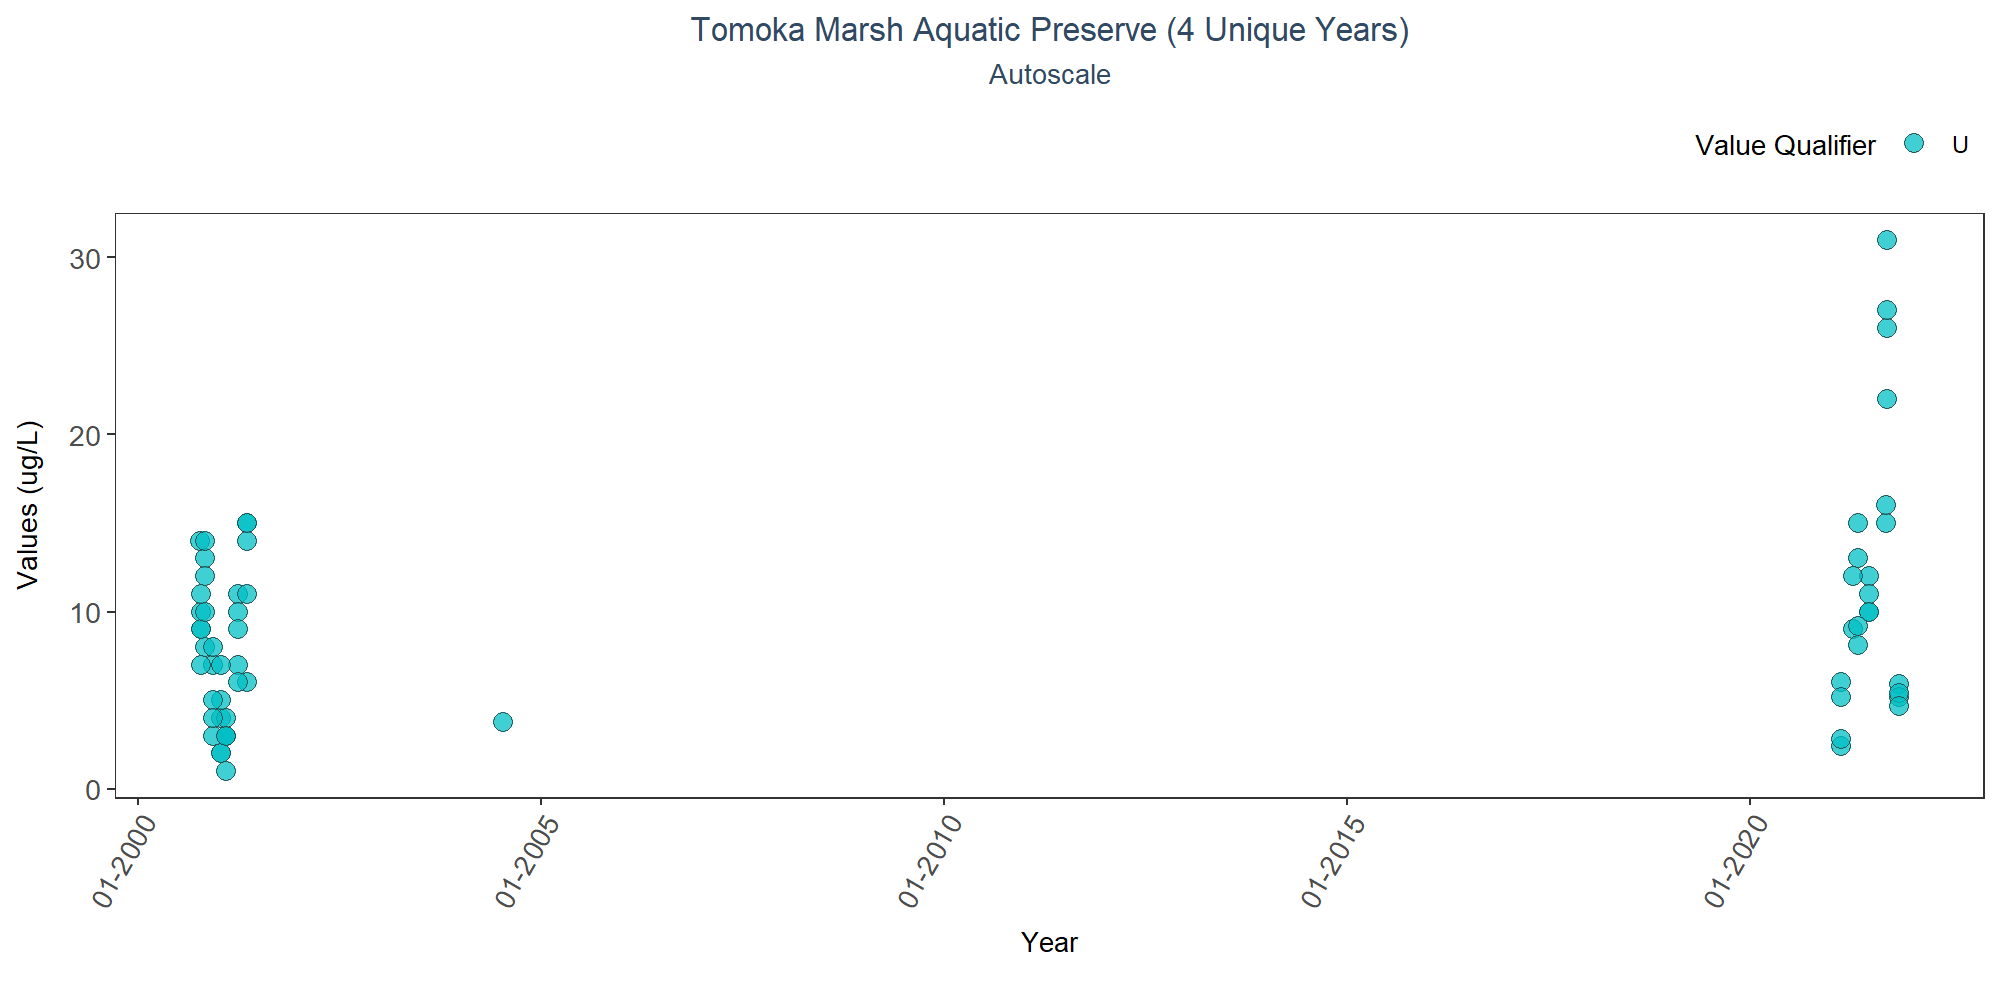 Tomoka Marsh Aquatic Preserve (4 Unique Years)
Autoscale
Value Qualifier U
Values (ug/L)
30
20
10
0
01-2000 01-2005 01-2010 01-2015 01-2020
Year